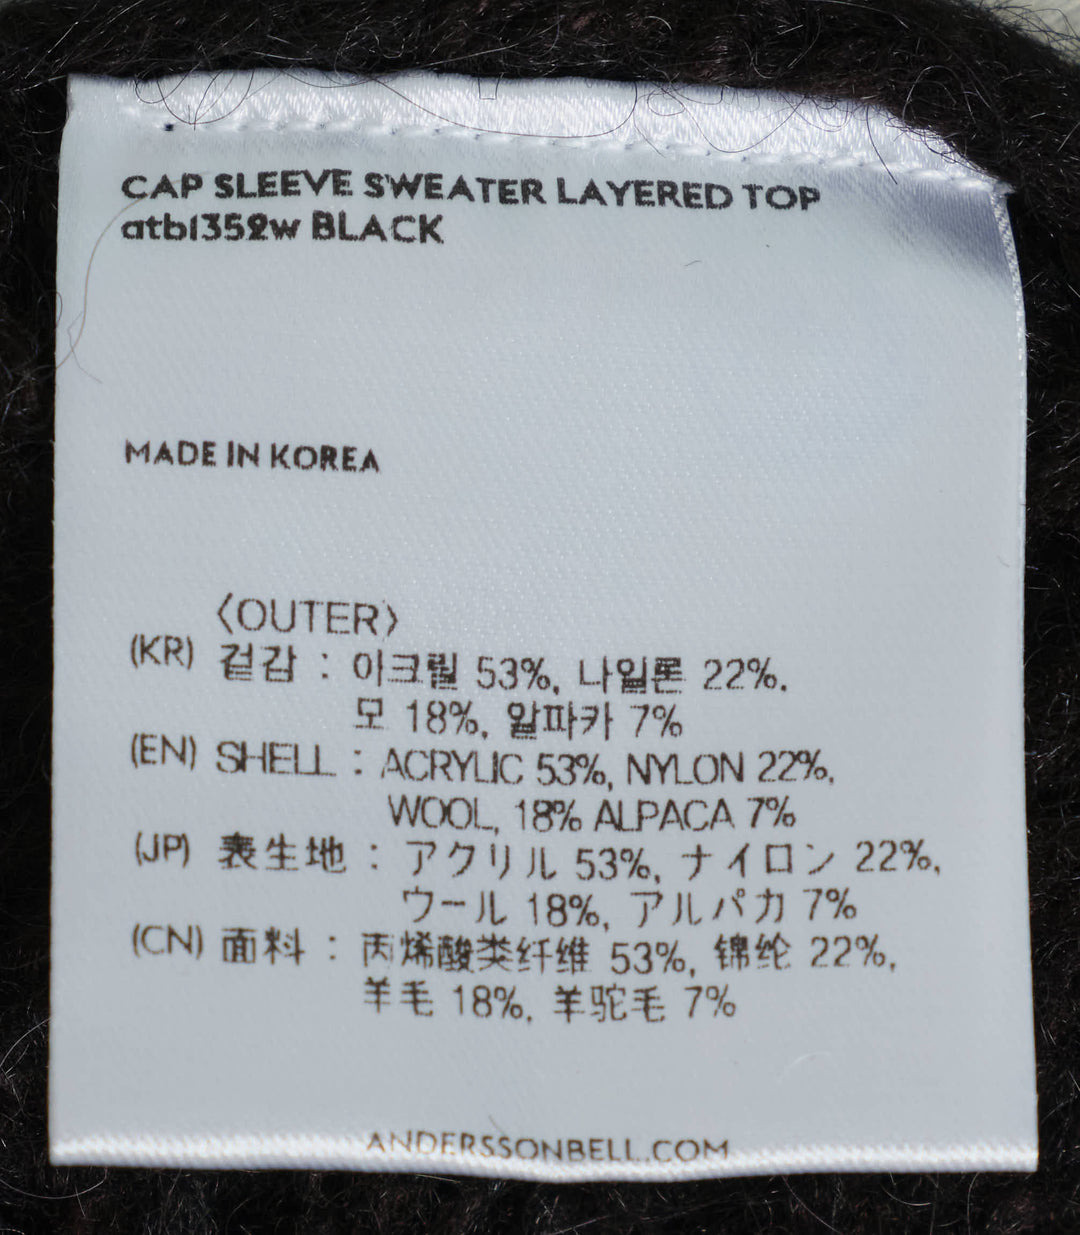 CAP SLEEVE SWEATER LAYERED TOP
atb1352w BLACK
MADE IN KOREA
〈OUTER〉
(KR) 겉감 : 아크릴 53%, 나일론 22%,
모 18%, 알파카 7%
(EN) SHELL : ACRYLIC 53%, NYLON 22%,
WOOL, 18% ALPACA 7%
(JP) 表生地 : アクリル 53%, ナイロン 22%,
ウール 18%, アルパカ 7%
(CN) 面料 : 丙烯酸类纤维 53%, 锦纶 22%,
羊毛 18%, 羊驼毛 7%
ANDERSSONBELL.COM